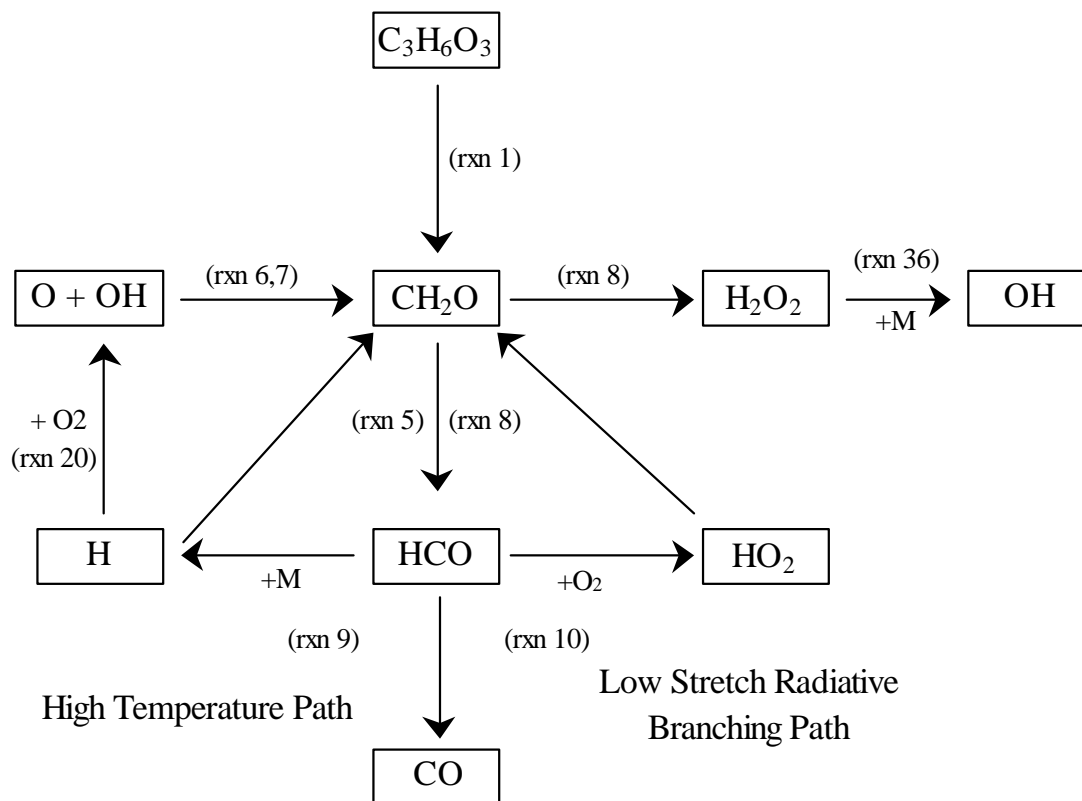 C₃H₆O₃
(rxn 1)
(rxn 6,7)
(rxn 8)
(rxn 36)
O + OH
CH₂O
H₂O₂
OH
+M
+ O2
(rxn 20)
(rxn 5)
(rxn 8)
H
HCO
HO₂
+M
+O₂
(rxn 9)
(rxn 10)
High Temperature Path
Low Stretch Radiative
Branching Path
CO